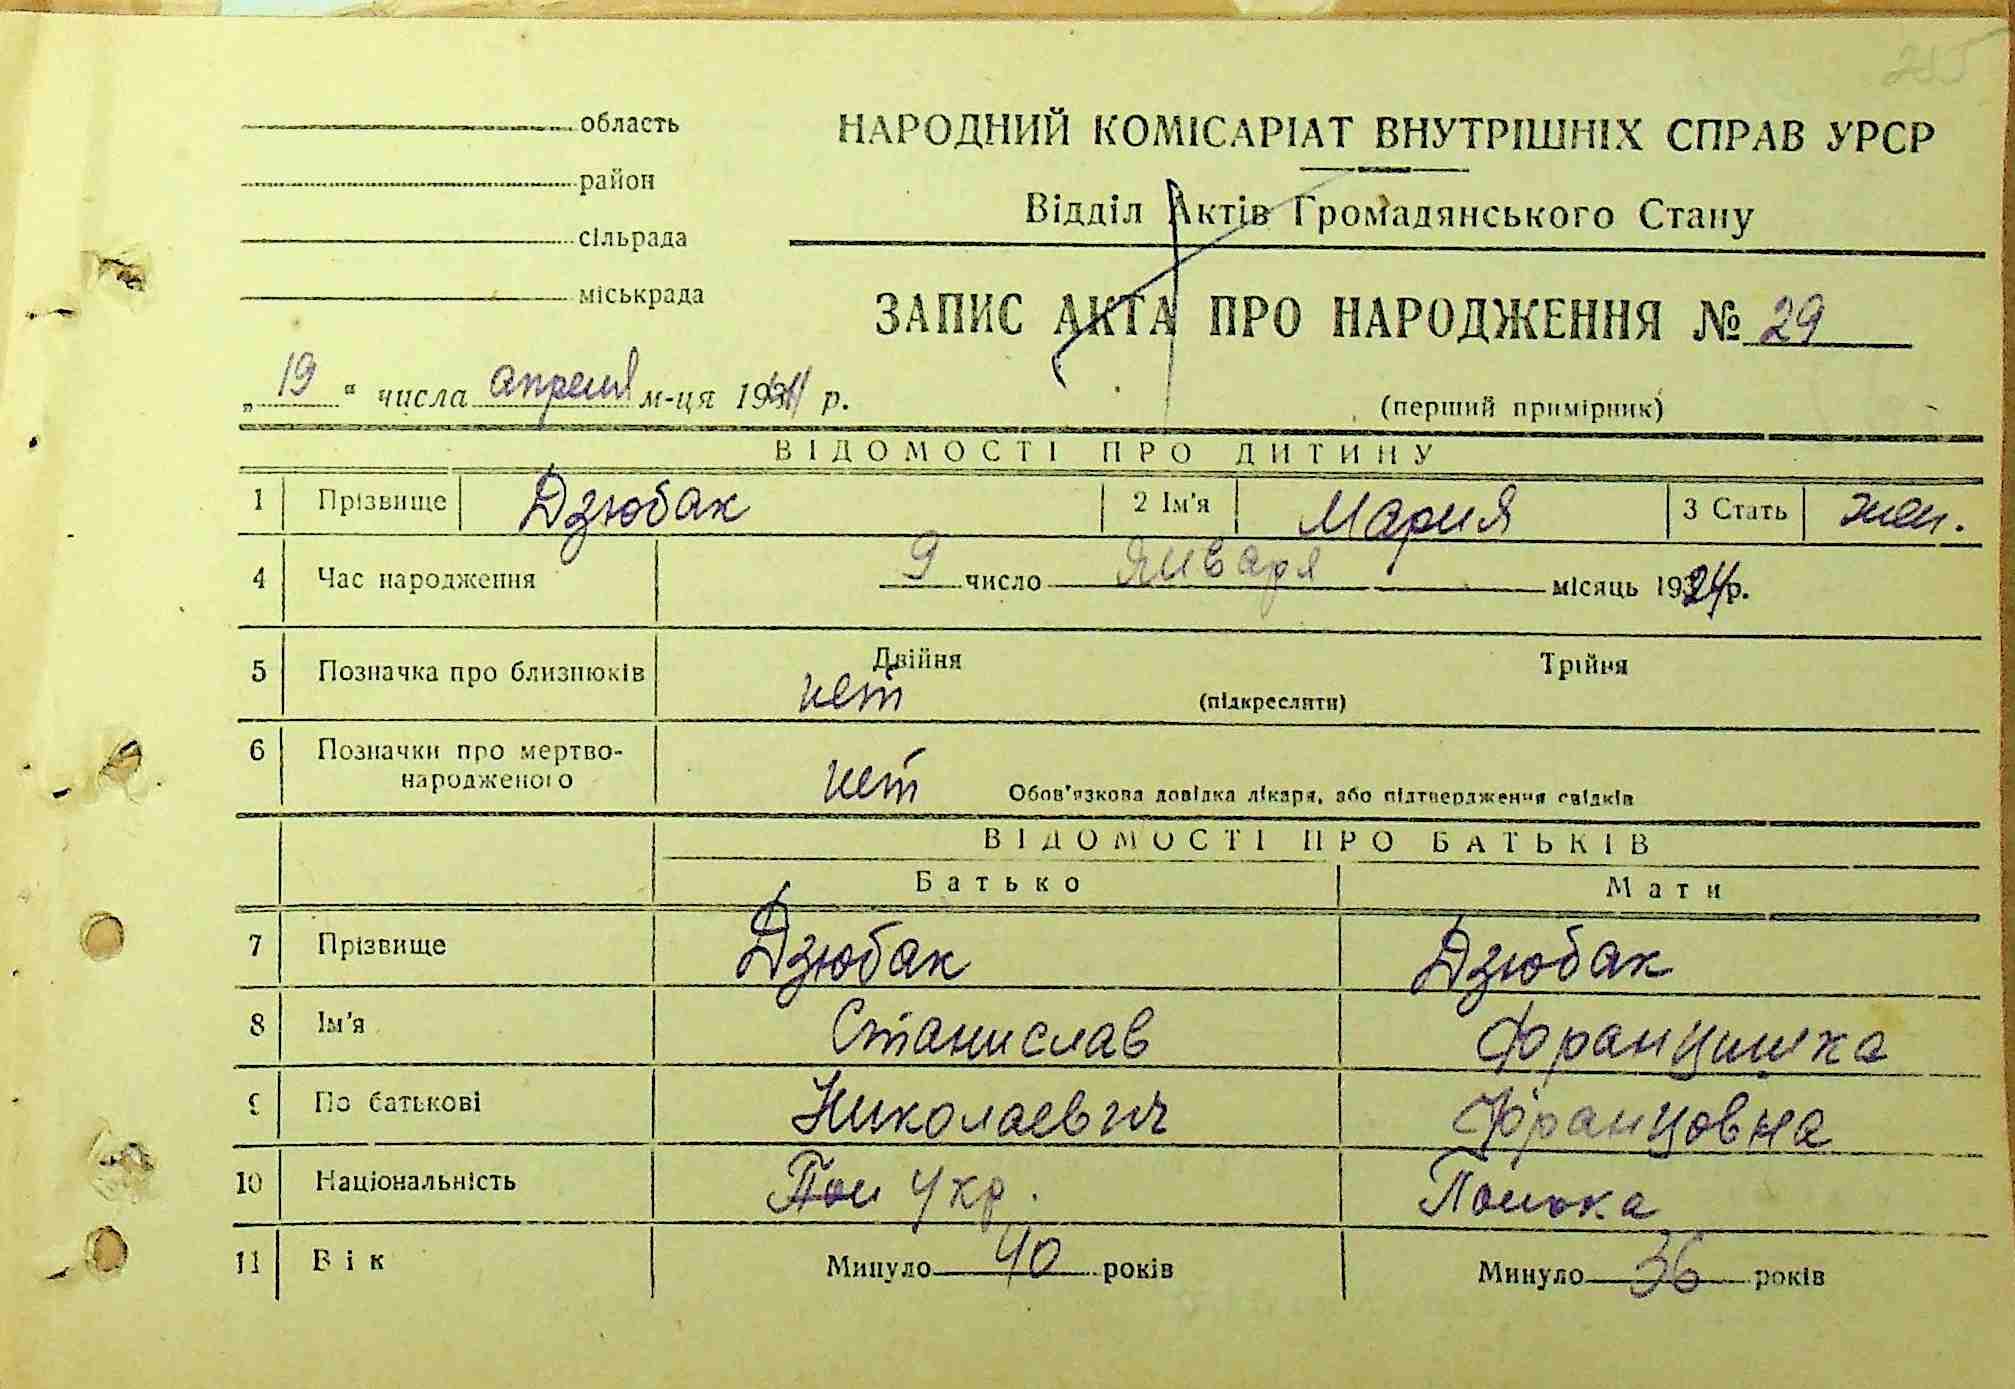 область
НАРОДНИЙ КОМІСАРІАТ ВНУТРІШНІХ СПРАВ УРСР
район
Відділ Актів Громадянського Стану
сільрада
міськрада
ЗАПИС АКТА ПРО НАРОДЖЕННЯ № 29
„19“ числа апреля м-ця 1941 р.
(перший примірник)
ВІДОМОСТІ ПРО ДИТИНУ
1 Прізвище Дзюбак 2 Ім'я Мария 3 Стать жен.
4 Час народження 9 число января місяць 1924 р.
5 Позначка про близнюків Двійня Трійня
нет (підкреслити)
6 Позначки про мертво-
народженого нет Обов'язкова довідка лікаря, або підтвердження свідків
ВІДОМОСТІ ПРО БАТЬКІВ
Батько Мати
7 Прізвище Дзюбак Дзюбак
8 Ім'я Станислав Францишка
9 По батькові Николаевич Францовна
10 Національність Пол укр. Полька
11 Вік Минуло 40 років Минуло 36 років